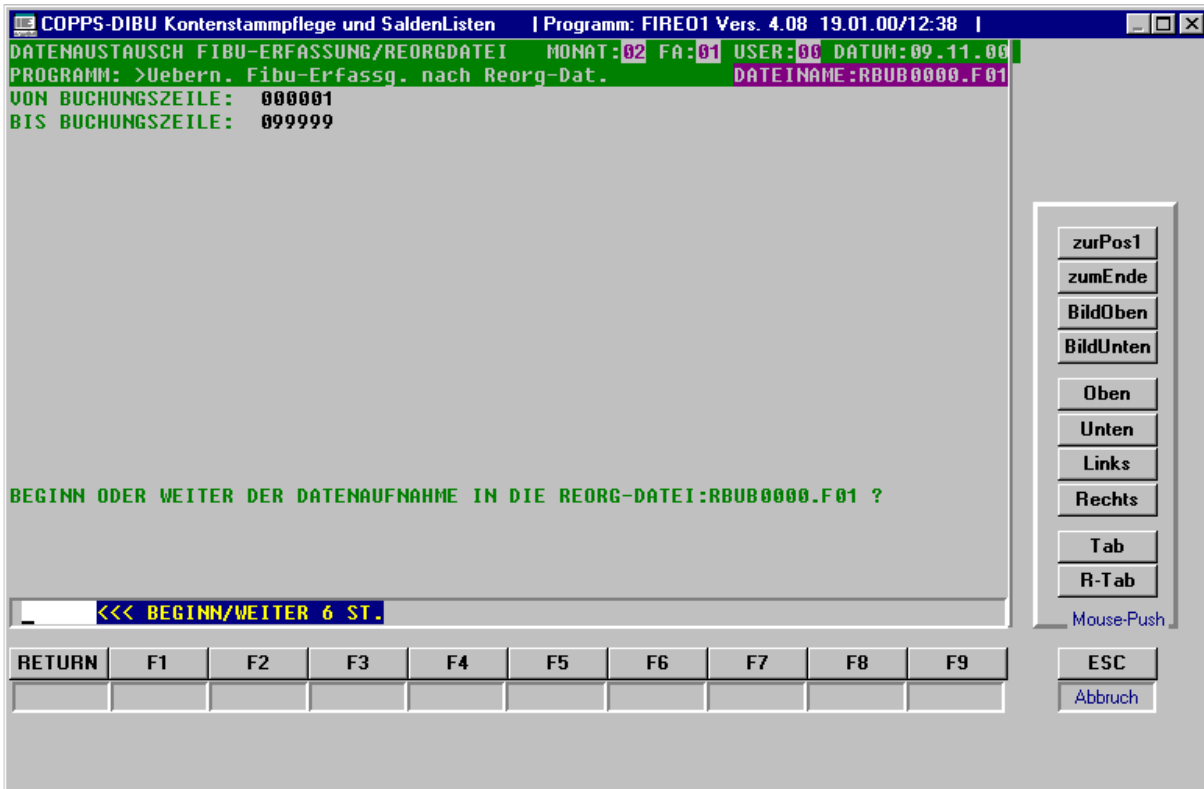 COPPS-DIBU Kontenstammpflege und SaldenListen | Programm: FIREO1 Vers. 4.08 19.01.00/12:38 |
DATENAUSTAUSCH FIBU-ERFASSUNG/REORGDATEI MONAT:02 FA:01 USER:00 DATUM:09.11.00
PROGRAMM: >Uebern. Fibu-Erfassg. nach Reorg-Dat. DATEINAME:RBUB0000.F01
VON BUCHUNGSZEILE: 000001
BIS BUCHUNGSZEILE: 099999
zurPos1
zumEnde
BildOben
BildUnten
Oben
Unten
Links
Rechts
Tab
R-Tab
Mouse-Push
BEGINN ODER WEITER DER DATENAUFNAHME IN DIE REORG-DATEI:RBUB0000.F01 ?
_ <<< BEGINN/WEITER 6 ST.
RETURN F1 F2 F3 F4 F5 F6 F7 F8 F9 ESC
Abbruch